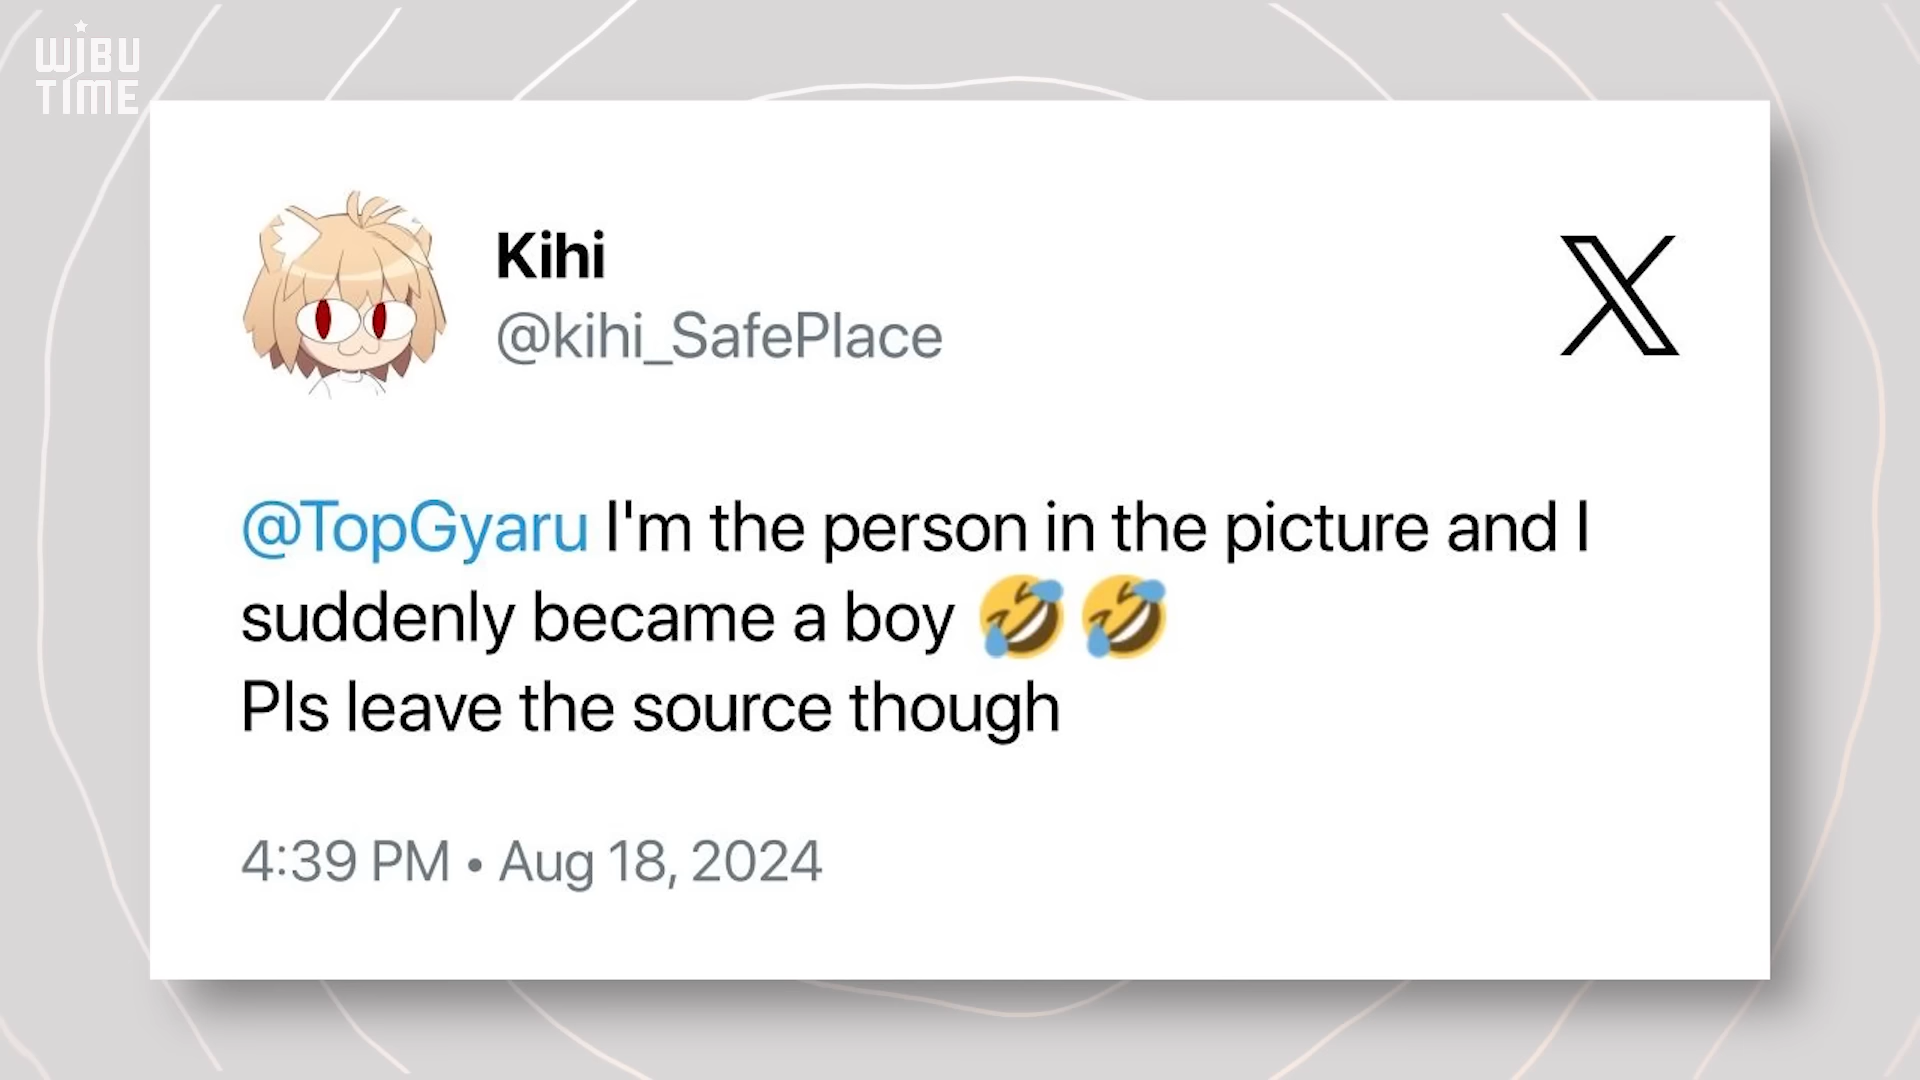 WIBU
TIME
Kihi
@kihi_SafePlace
@TopGyaru I'm the person in the picture and I
suddenly became a boy 🤣🤣
Pls leave the source though
4:39 PM • Aug 18, 2024